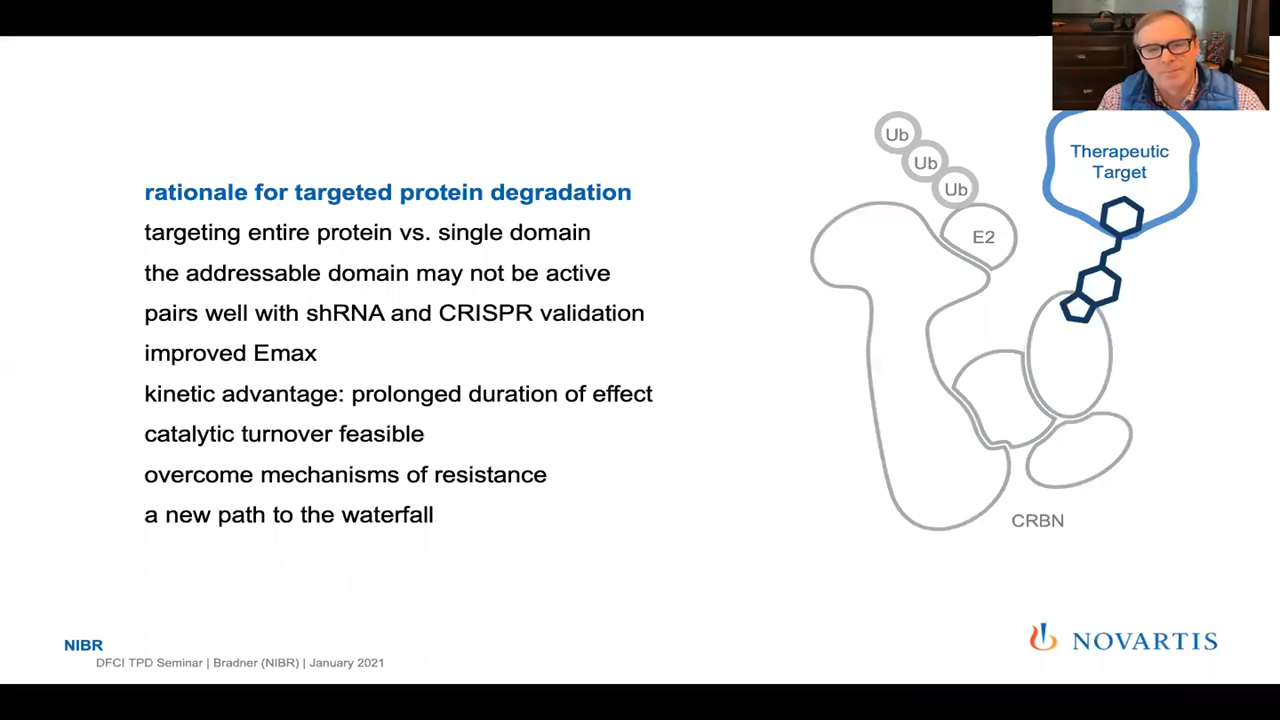 rationale for targeted protein degradation
targeting entire protein vs. single domain
the addressable domain may not be active
pairs well with shRNA and CRISPR validation
improved Emax
kinetic advantage: prolonged duration of effect
catalytic turnover feasible
overcome mechanisms of resistance
a new path to the waterfall
Ub
Ub
Ub
E2
Therapeutic
Target
CRBN
NIBR
DFCI TPD Seminar | Bradner (NIBR) | January 2021
NOVARTIS